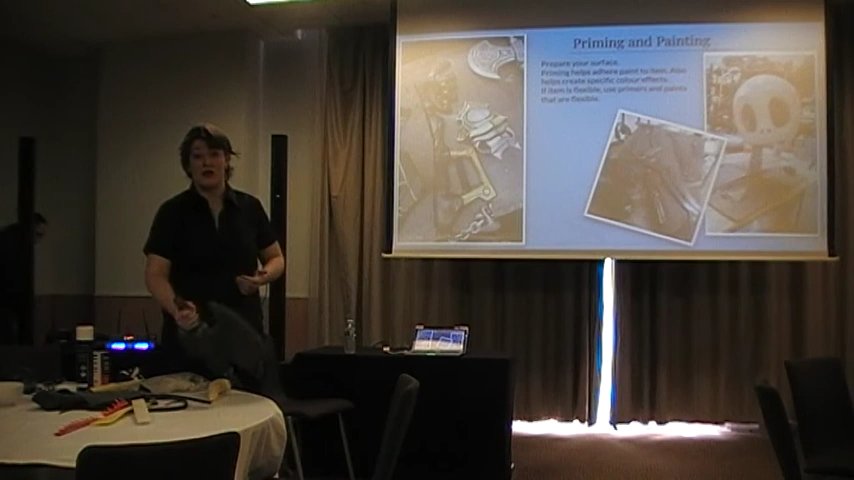 Priming and Painting
Prepare your surface.
Priming helps adhere paint to item. Also
helps create specific colour effects.
If item is flexible, use primers and paints
that are flexible.